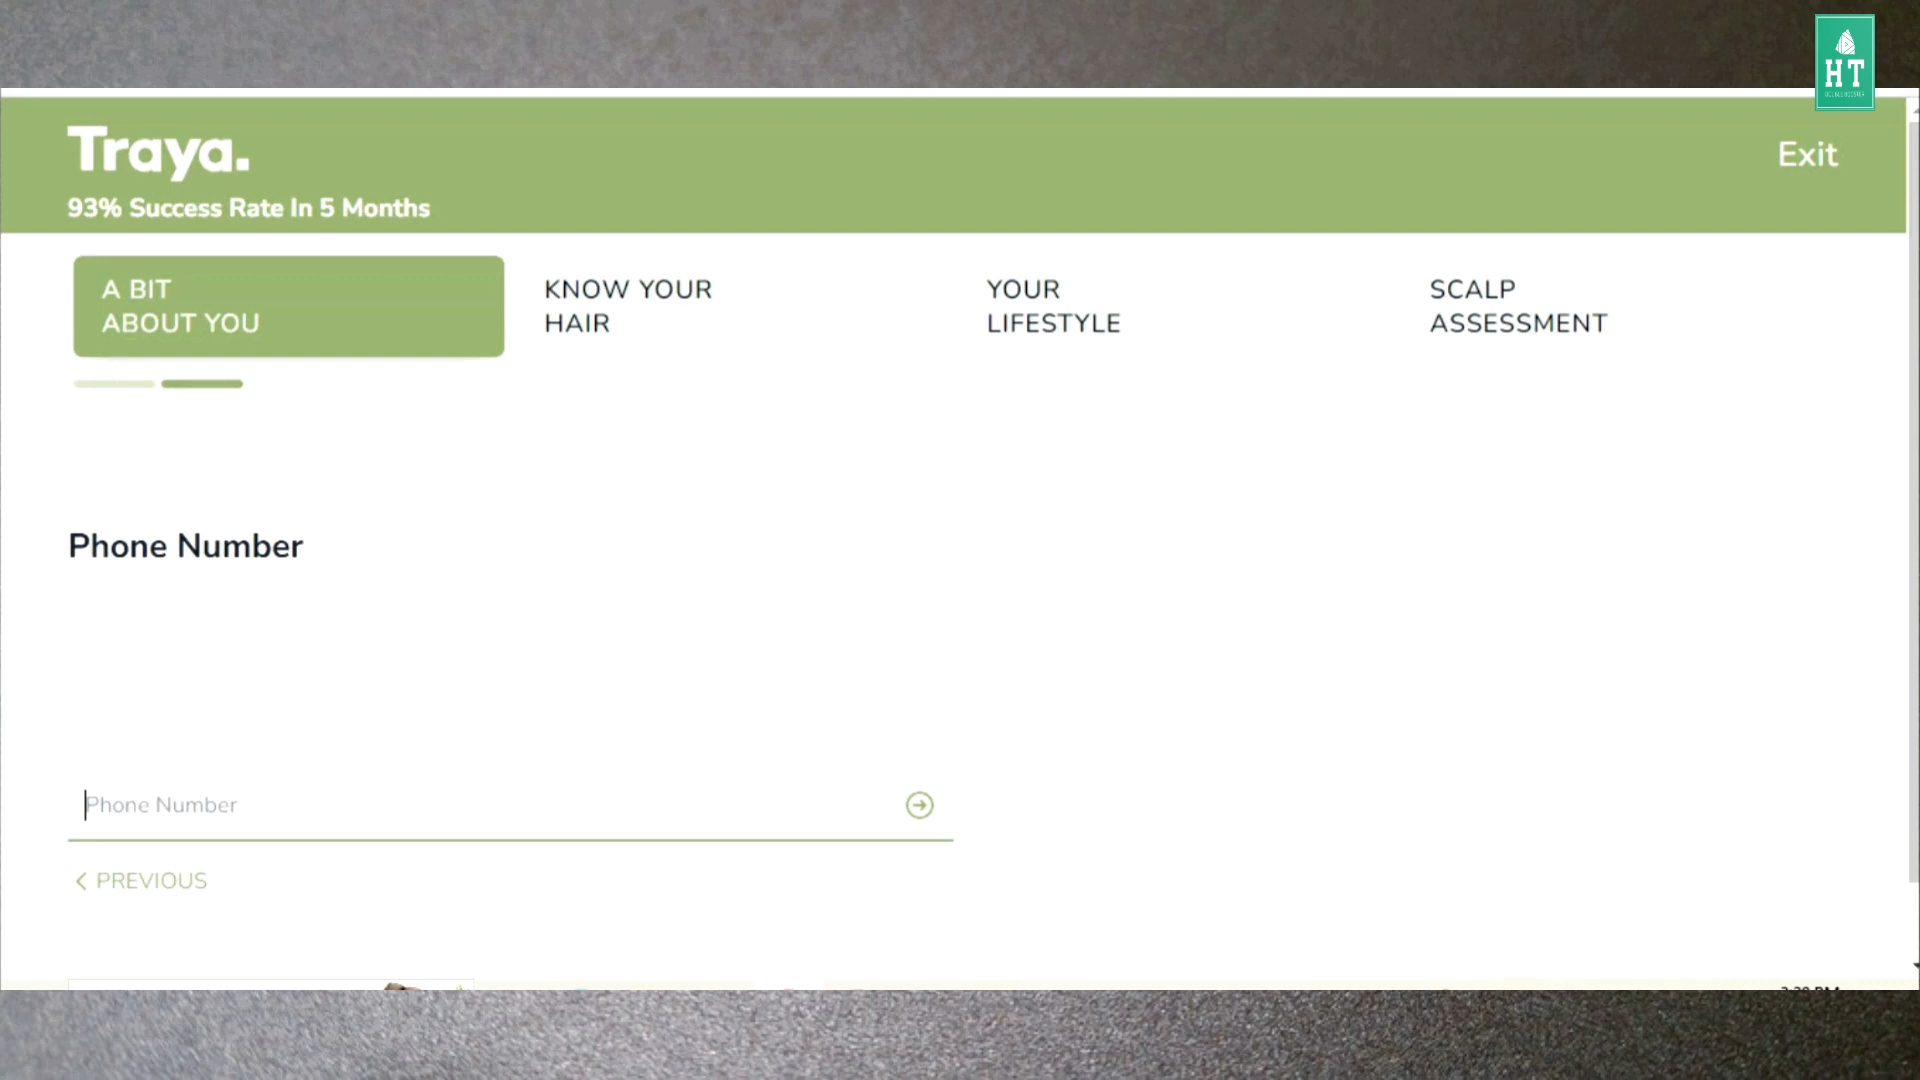 HT
Traya.
Exit
93% Success Rate In 5 Months
A BIT
ABOUT YOU
KNOW YOUR
HAIR
YOUR
LIFESTYLE
SCALP
ASSESSMENT
Phone Number
Phone Number
PREVIOUS